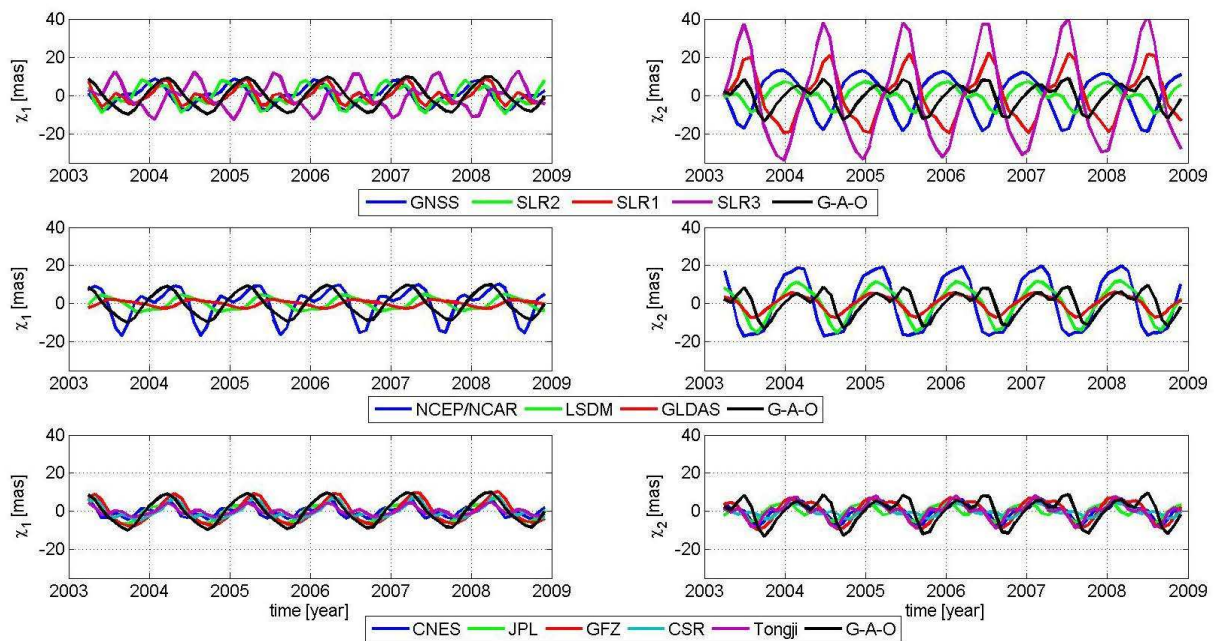 40
20
0
-20
χ1 [mas]
2003 2004 2005 2006 2007 2008 2009
40
20
0
-20
χ2 [mas]
2003 2004 2005 2006 2007 2008 2009
GNSS SLR2 SLR1 SLR3 G-A-O
40
20
0
-20
χ1 [mas]
2003 2004 2005 2006 2007 2008 2009
40
20
0
-20
χ2 [mas]
2003 2004 2005 2006 2007 2008 2009
NCEP/NCAR LSDM GLDAS G-A-O
40
20
0
-20
χ1 [mas]
2003 2004 2005 2006 2007 2008 2009
time [year]
40
20
0
-20
χ2 [mas]
2003 2004 2005 2006 2007 2008 2009
time [year]
CNES JPL GFZ CSR Tongji G-A-O